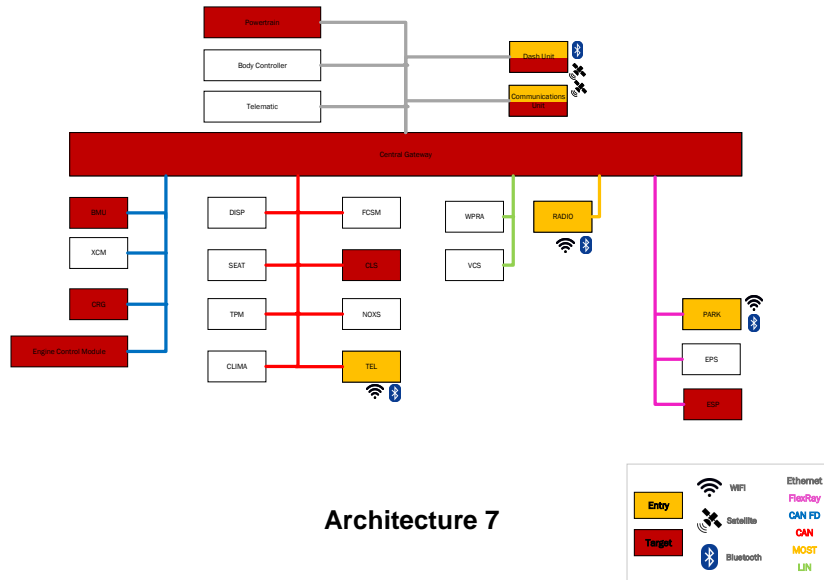 Powertrain
Body Controller
Telematic
Dash Unit
Communications
Unit
Central Gateway
BMU
XCM
CRG
Engine Control Module
DISP
SEAT
TPM
CLIMA
FCSM
CLS
NOXS
TEL
WPRA
VCS
RADIO
PARK
EPS
ESP
Architecture 7
Entry
Target
WiFi
Satellite
Bluetooth
Ethernet
FlexRay
CAN FD
CAN
MOST
LIN